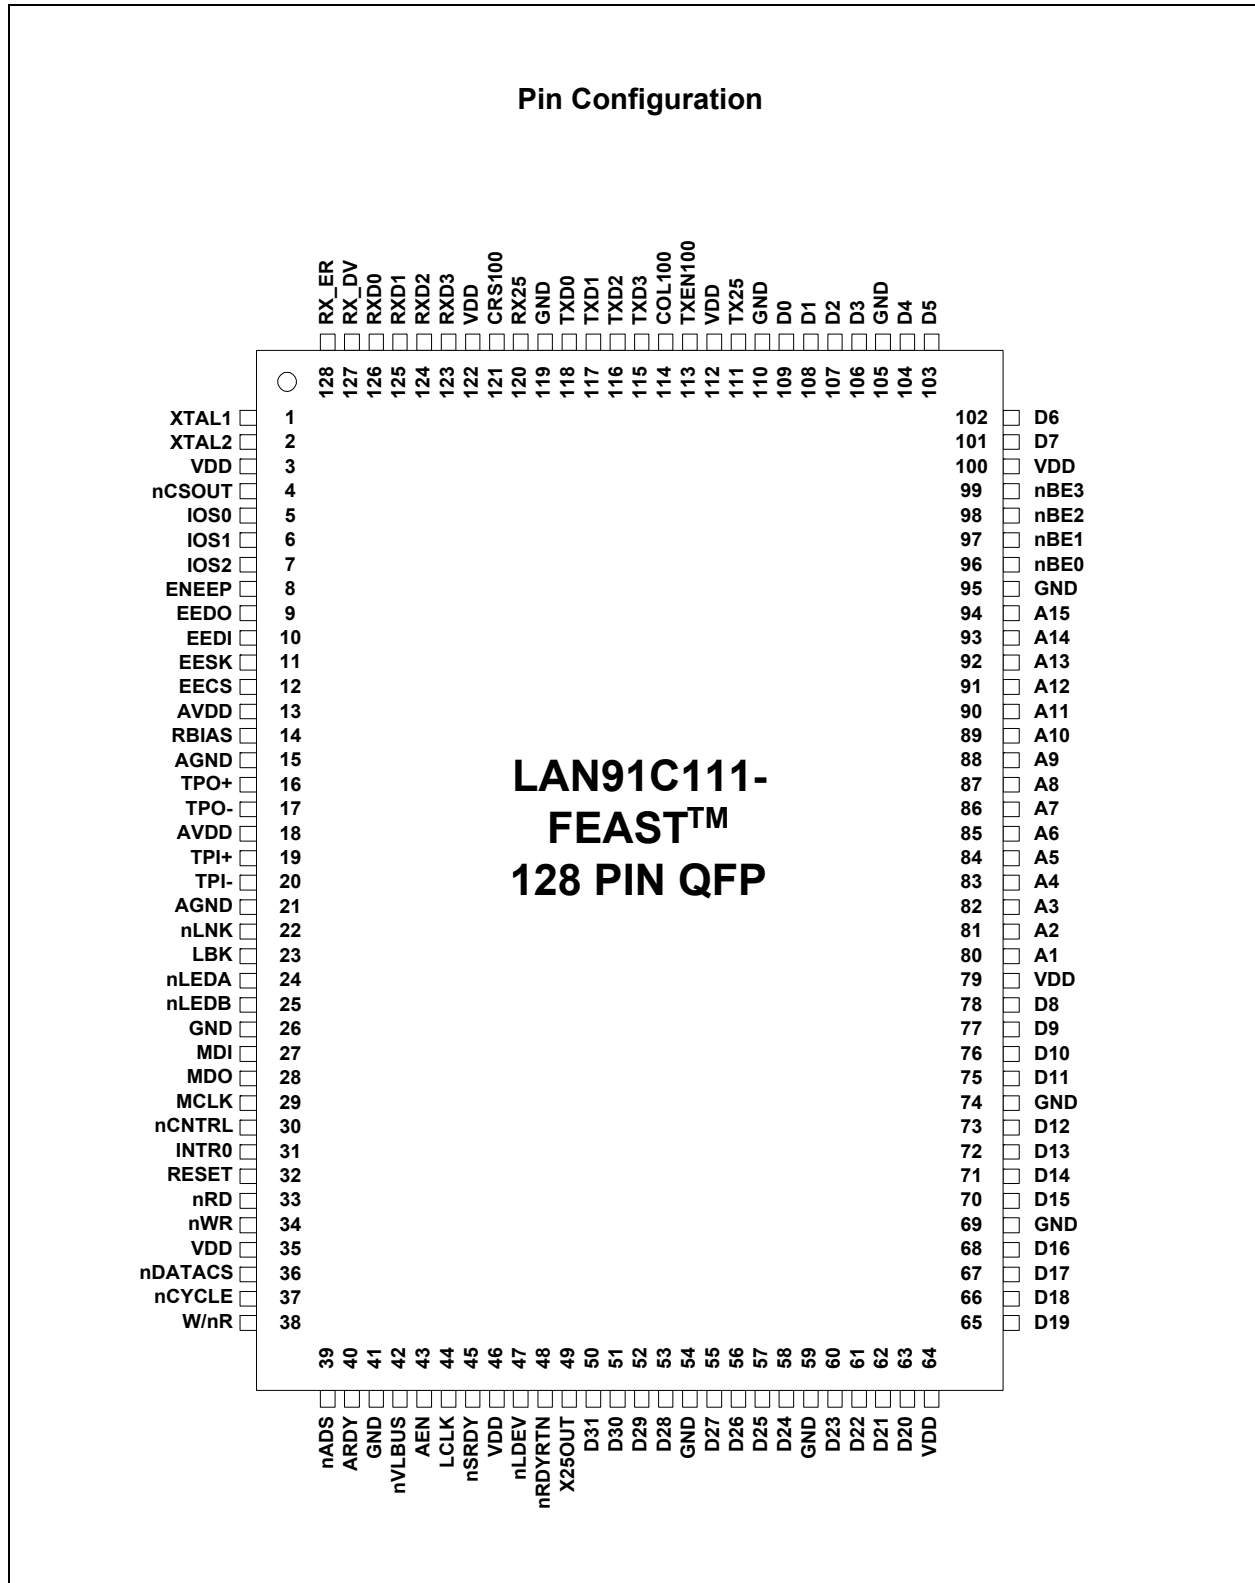 Pin Configuration
RX_ER
RX_DV
RXD0
RXD1
RXD2
RXD3
VDD
CRS100
RX25
GND
TXD0
TXD1
TXD2
TXD3
COL100
TXEN100
VDD
TX25
GND
D0
D1
D2
D3
GND
D4
D5
128
127
126
125
124
123
122
121
120
119
118
117
116
115
114
113
112
111
110
109
108
107
106
105
104
103
XTAL1 1
XTAL2 2
VDD 3
nCSOUT 4
IOS0 5
IOS1 6
IOS2 7
ENEEP 8
EEDO 9
EEDI 10
EESK 11
EECS 12
AVDD 13
RBIAS 14
AGND 15
TPO+ 16
TPO- 17
AVDD 18
TPI+ 19
TPI- 20
AGND 21
nLNK 22
LBK 23
nLEDA 24
nLEDB 25
GND 26
MDI 27
MDO 28
MCLK 29
nCNTRL 30
INTR0 31
RESET 32
nRD 33
nWR 34
VDD 35
nDATACS 36
nCYCLE 37
W/nR 38
LAN91C111-
FEAST™
128 PIN QFP
102 D6
101 D7
100 VDD
99 nBE3
98 nBE2
97 nBE1
96 nBE0
95 GND
94 A15
93 A14
92 A13
91 A12
90 A11
89 A10
88 A9
87 A8
86 A7
85 A6
84 A5
83 A4
82 A3
81 A2
80 A1
79 VDD
78 D8
77 D9
76 D10
75 D11
74 GND
73 D12
72 D13
71 D14
70 D15
69 GND
68 D16
67 D17
66 D18
65 D19
39
40
41
42
43
44
45
46
47
48
49
50
51
52
53
54
55
56
57
58
59
60
61
62
63
64
nADS
ARDY
GND
nVLBUS
AEN
LCLK
nSRDY
VDD
nLDEV
nRDYRTN
X25OUT
D31
D30
D29
D28
GND
D27
D26
D25
D24
GND
D23
D22
D21
D20
VDD